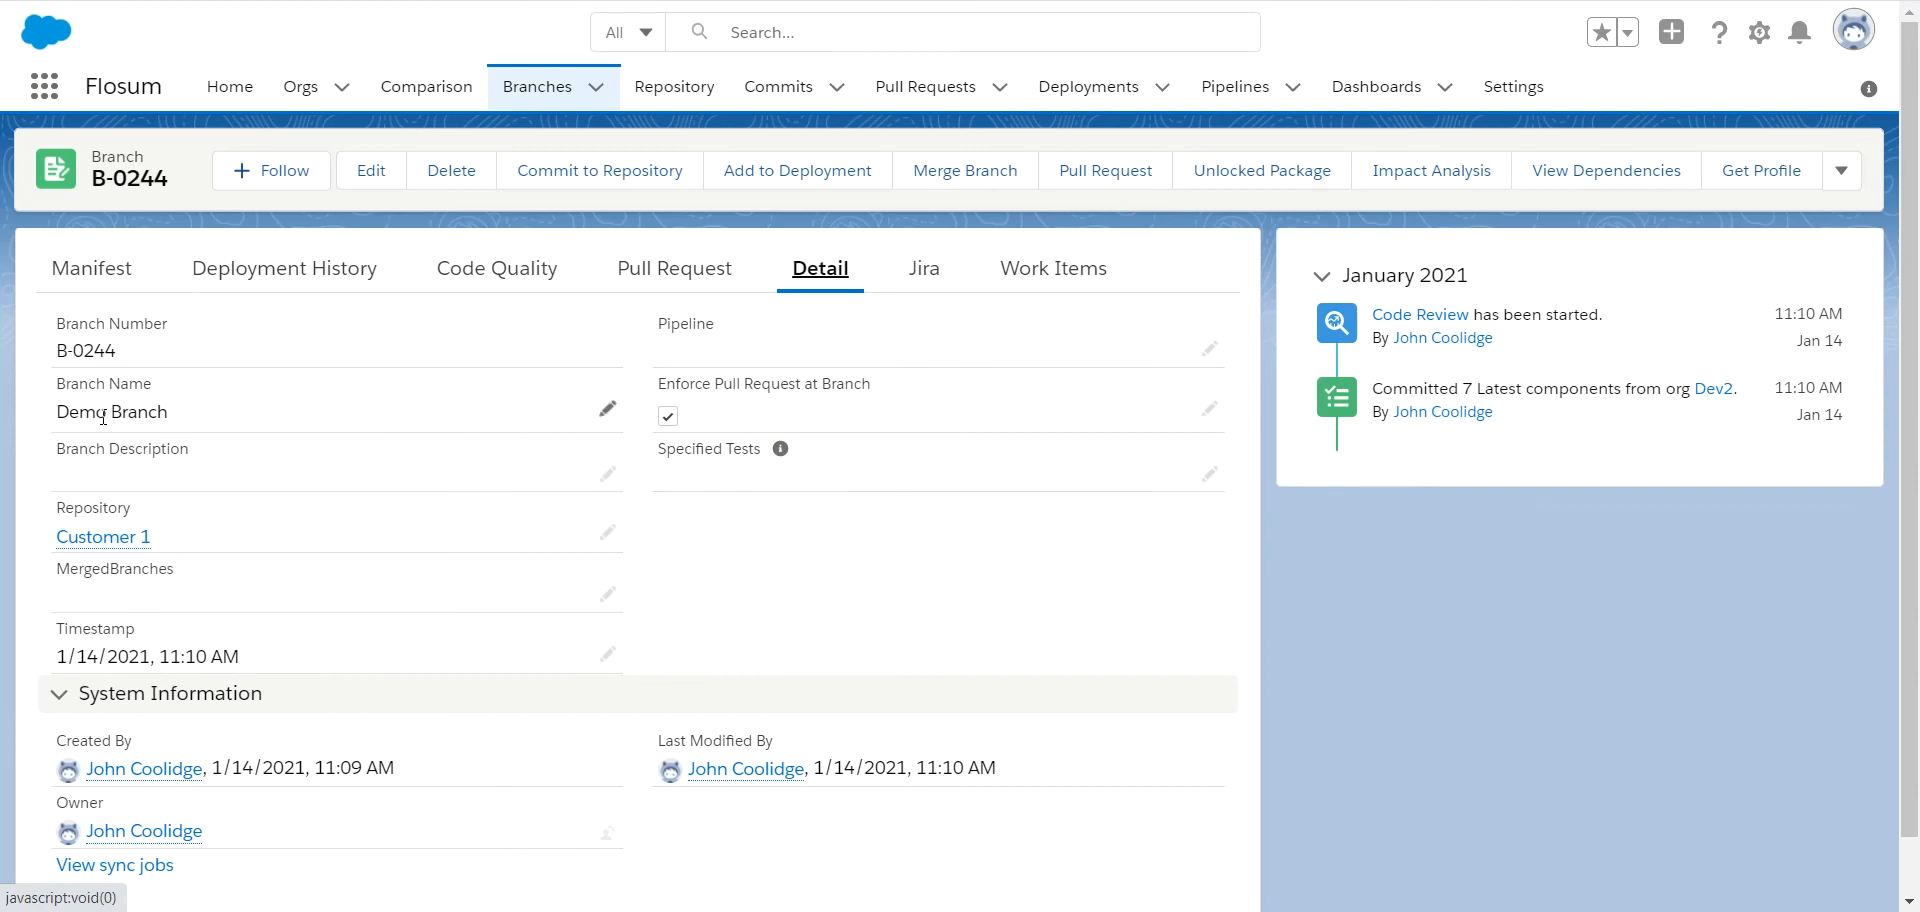 All Search...
Flosum Home Orgs Comparison Branches Repository Commits Pull Requests Deployments Pipelines Dashboards Settings
Branch
B-0244
Follow Edit Delete Commit to Repository Add to Deployment Merge Branch Pull Request Unlocked Package Impact Analysis View Dependencies Get Profile
Manifest Deployment History Code Quality Pull Request Detail Jira Work Items
Branch Number
B-0244
Pipeline
Branch Name
Demo Branch
Enforce Pull Request at Branch
Branch Description
Specified Tests
Repository
Customer 1
MergedBranches
Timestamp
1/14/2021, 11:10 AM
System Information
Created By
John Coolidge, 1/14/2021, 11:09 AM
Last Modified By
John Coolidge, 1/14/2021, 11:10 AM
Owner
John Coolidge
View sync jobs
January 2021
Code Review has been started. 11:10 AM
By John Coolidge Jan 14
Committed 7 Latest components from org Dev2. 11:10 AM
By John Coolidge Jan 14
javascript:void(0)